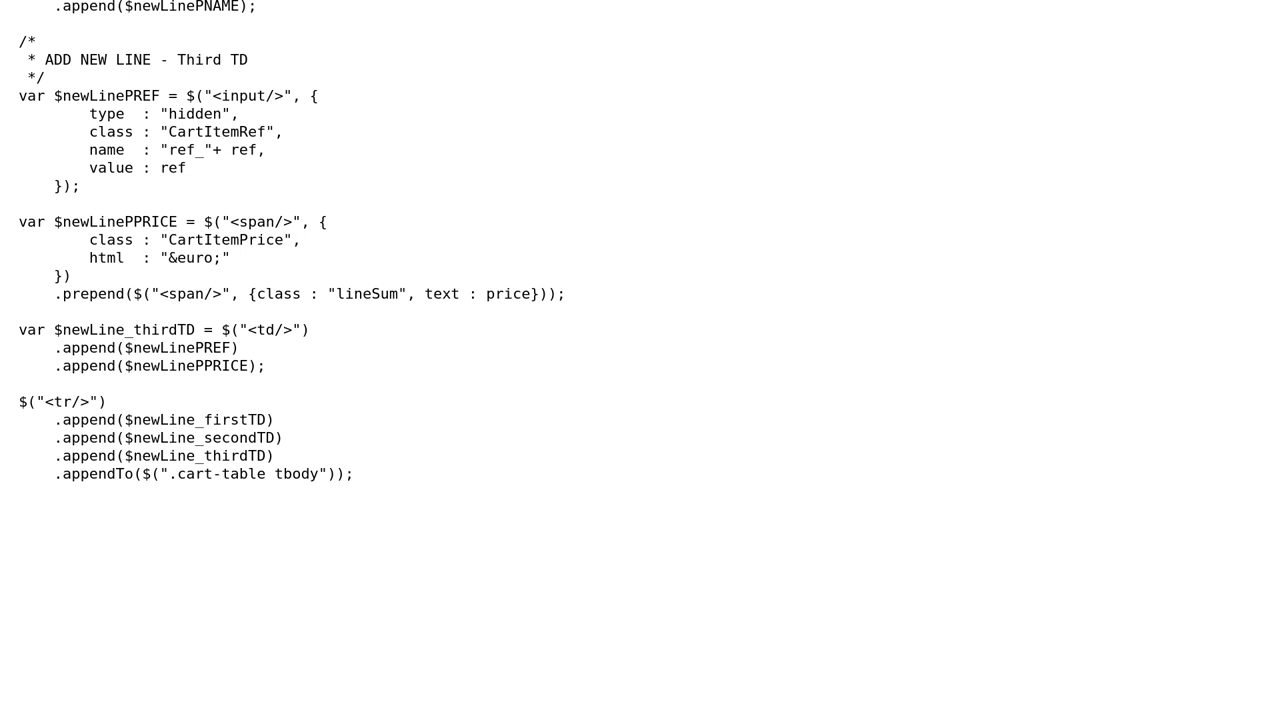 .append($newLinePNAME);

/*
 * ADD NEW LINE - Third TD
 */
var $newLinePREF = $("<input/>", {
        type  : "hidden",
        class : "CartItemRef",
        name  : "ref_"+ ref,
        value : ref
    });

var $newLinePPRICE = $("<span/>", {
        class : "CartItemPrice",
        html  : "&euro;"
    })
    .prepend($("<span/>", {class : "lineSum", text : price}));

var $newLine_thirdTD = $("<td/>")
    .append($newLinePREF)
    .append($newLinePPRICE);

$("<tr/>")
    .append($newLine_firstTD)
    .append($newLine_secondTD)
    .append($newLine_thirdTD)
    .appendTo($(".cart-table tbody"));